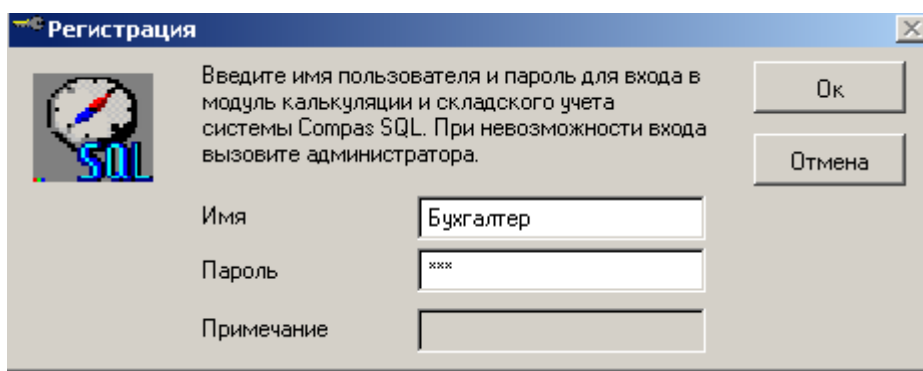 Регистрация
Введите имя пользователя и пароль для входа в
модуль калькуляции и складского учета
системы Compas SQL. При невозможности входа
вызовите администратора.
Ок
Отмена
SQL
Имя
Бухгалтер
Пароль
***
Примечание